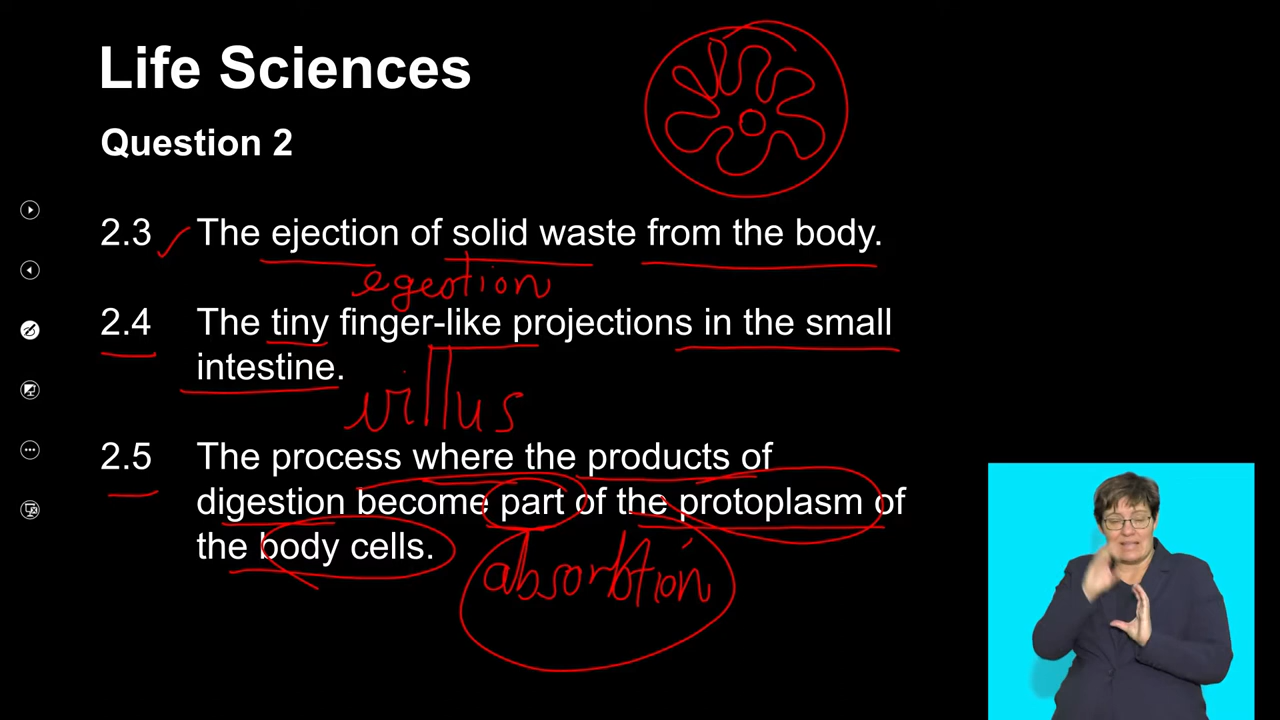 Life Sciences
Question 2
2.3 The ejection of solid waste from the body.
egestion
2.4 The tiny finger-like projections in the small
intestine.
villus
2.5 The process where the products of
digestion become part of the protoplasm of
the body cells.
absorbtion